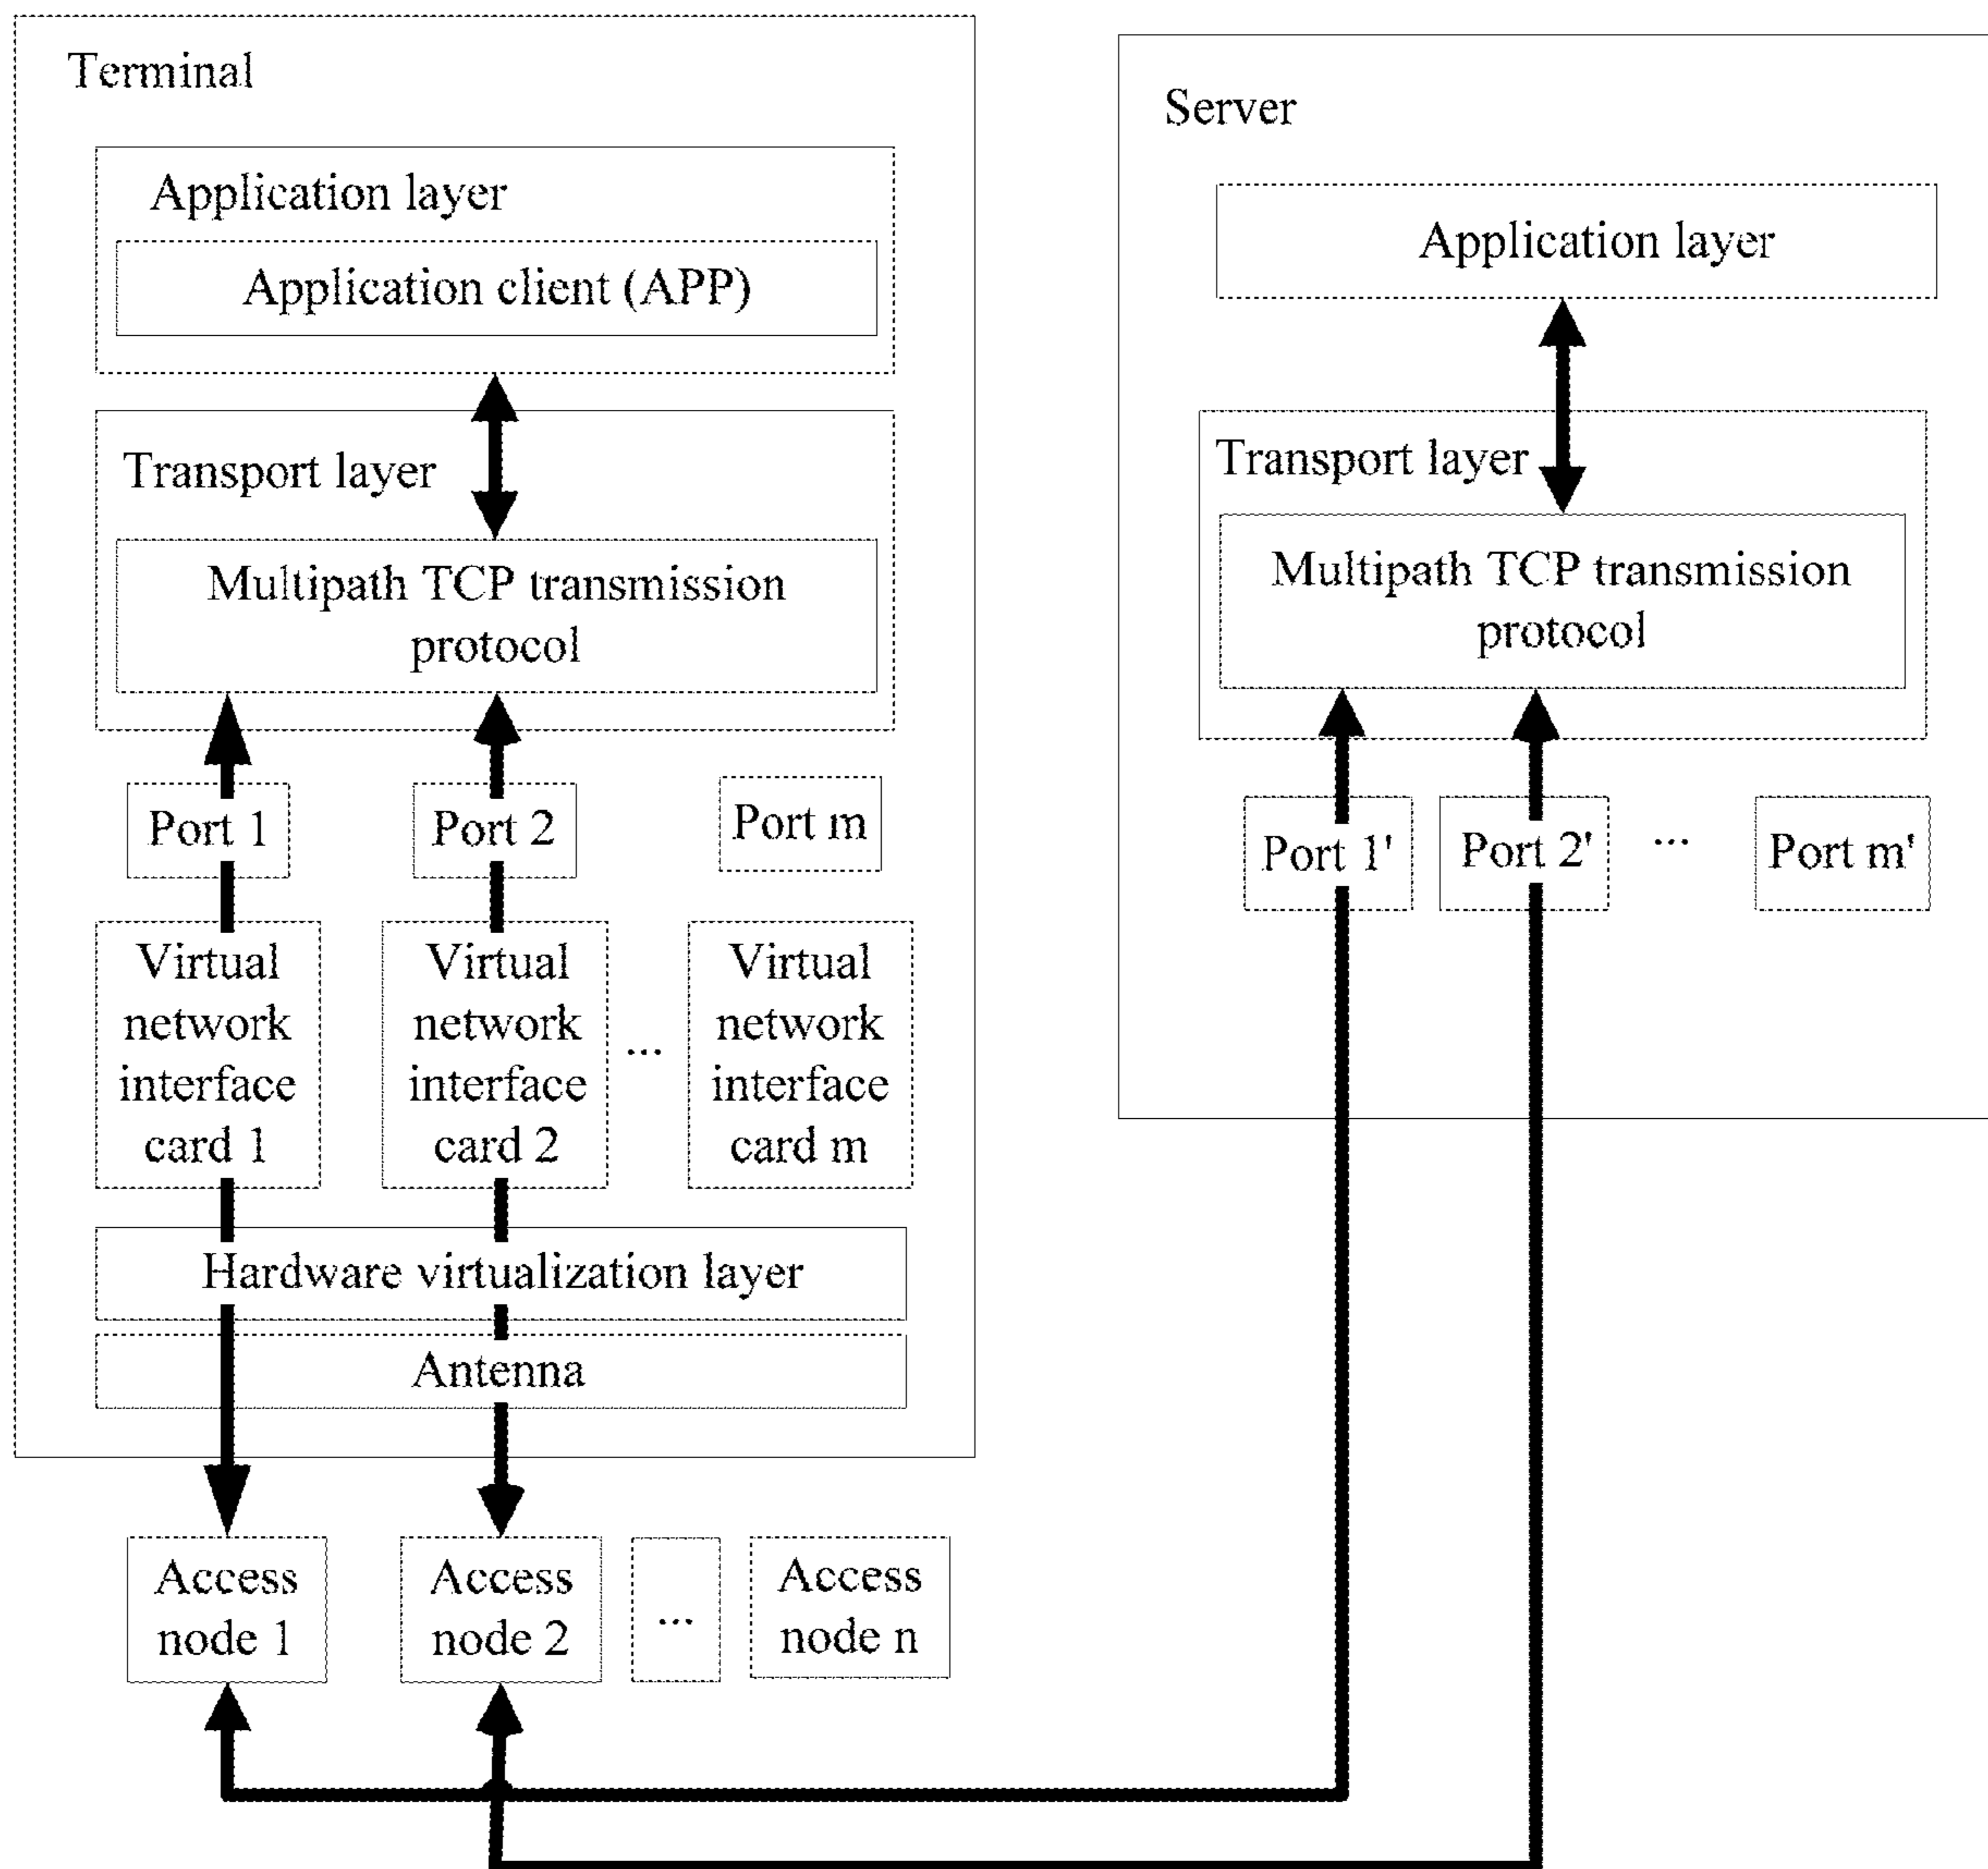 Terminal
Application layer
Application client (APP)
Transport layer
Multipath TCP transmission
protocol
Port 1
Port 2
Port m
Virtual
network
interface
card 1
Virtual
network
interface
card 2
...
Virtual
network
interface
card m
Hardware virtualization layer
Antenna
Access
node 1
Access
node 2
...
Access
node n
Server
Application layer
Transport layer
Multipath TCP transmission
protocol
Port 1'
Port 2'
...
Port m'